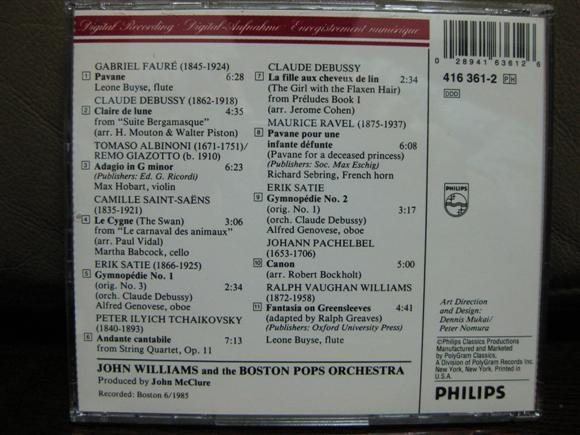 Digital Recording · Digital-Aufnahme · Enregistrement numérique
GABRIEL FAURÉ (1845-1924)
1 Pavane 6:28
Leone Buyse, flute
CLAUDE DEBUSSY (1862-1918)
2 Claire de lune 4:35
from "Suite Bergamasque"
(arr. H. Mouton & Walter Piston)
TOMASO ALBINONI (1671-1751)/
REMO GIAZOTTO (b. 1910)
3 Adagio in G minor 6:23
(Publishers: Ed. G. Ricordi)
Max Hobart, violin
CAMILLE SAINT-SAËNS
(1835-1921)
4 Le Cygne (The Swan) 3:06
from "Le carnaval des animaux"
(arr. Paul Vidal)
Martha Babcock, cello
ERIK SATIE (1866-1925)
5 Gymnopédie No. 1
(orig. No. 3) 2:34
(orch. Claude Debussy)
Alfred Genovese, oboe
PETER ILYICH TCHAIKOVSKY
(1840-1893)
6 Andante cantabile 7:13
from String Quartet, Op. 11
CLAUDE DEBUSSY
7 La fille aux cheveux de lin 2:34
(The Girl with the Flaxen Hair)
from Préludes Book I
(arr. Jerome Cohen)
MAURICE RAVEL (1875-1937)
8 Pavane pour une
infante défunte 6:08
(Pavane for a deceased princess)
(Publishers: Soc. Max Eschig)
Richard Sebring, French horn
ERIK SATIE
9 Gymnopédie No. 2
(orig. No. 1) 3:17
(orch. Claude Debussy)
Alfred Genovese, oboe
JOHANN PACHELBEL
(1653-1706)
10 Canon 5:00
(arr. Robert Bockholt)
RALPH VAUGHAN WILLIAMS
(1872-1958)
11 Fantasia on Greensleeves 4:41
(adapted by Ralph Greaves)
(Publishers: Oxford University Press)
Leone Buyse, flute
JOHN WILLIAMS and the BOSTON POPS ORCHESTRA
Produced by John McClure
Recorded: Boston 6/1985
0 28941 63612 6
416 361-2 PH
DDD
PHILIPS
Art Direction
and Design:
Dennis Mukai/
Peter Nomura
©Philips Classics Productions
Manufactured and Marketed
by PolyGram Classics,
A Division of PolyGram Records Inc.
New York, New York. Printed in
U.S.A.
PHILIPS